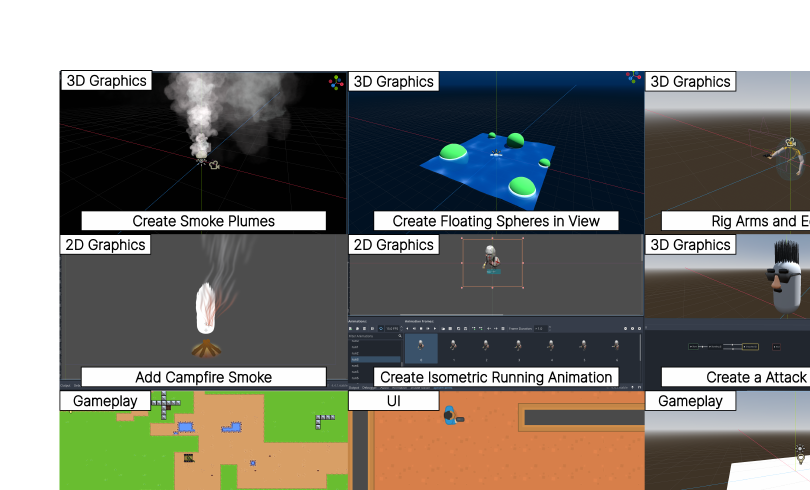 3D Graphics
3D Graphics
3D Graphics
Create Smoke Plumes
Create Floating Spheres in View
Rig Arms and E
2D Graphics
2D Graphics
3D Graphics
Add Campfire Smoke
Create Isometric Running Animation
Create a Attack
Gameplay
UI
Gameplay